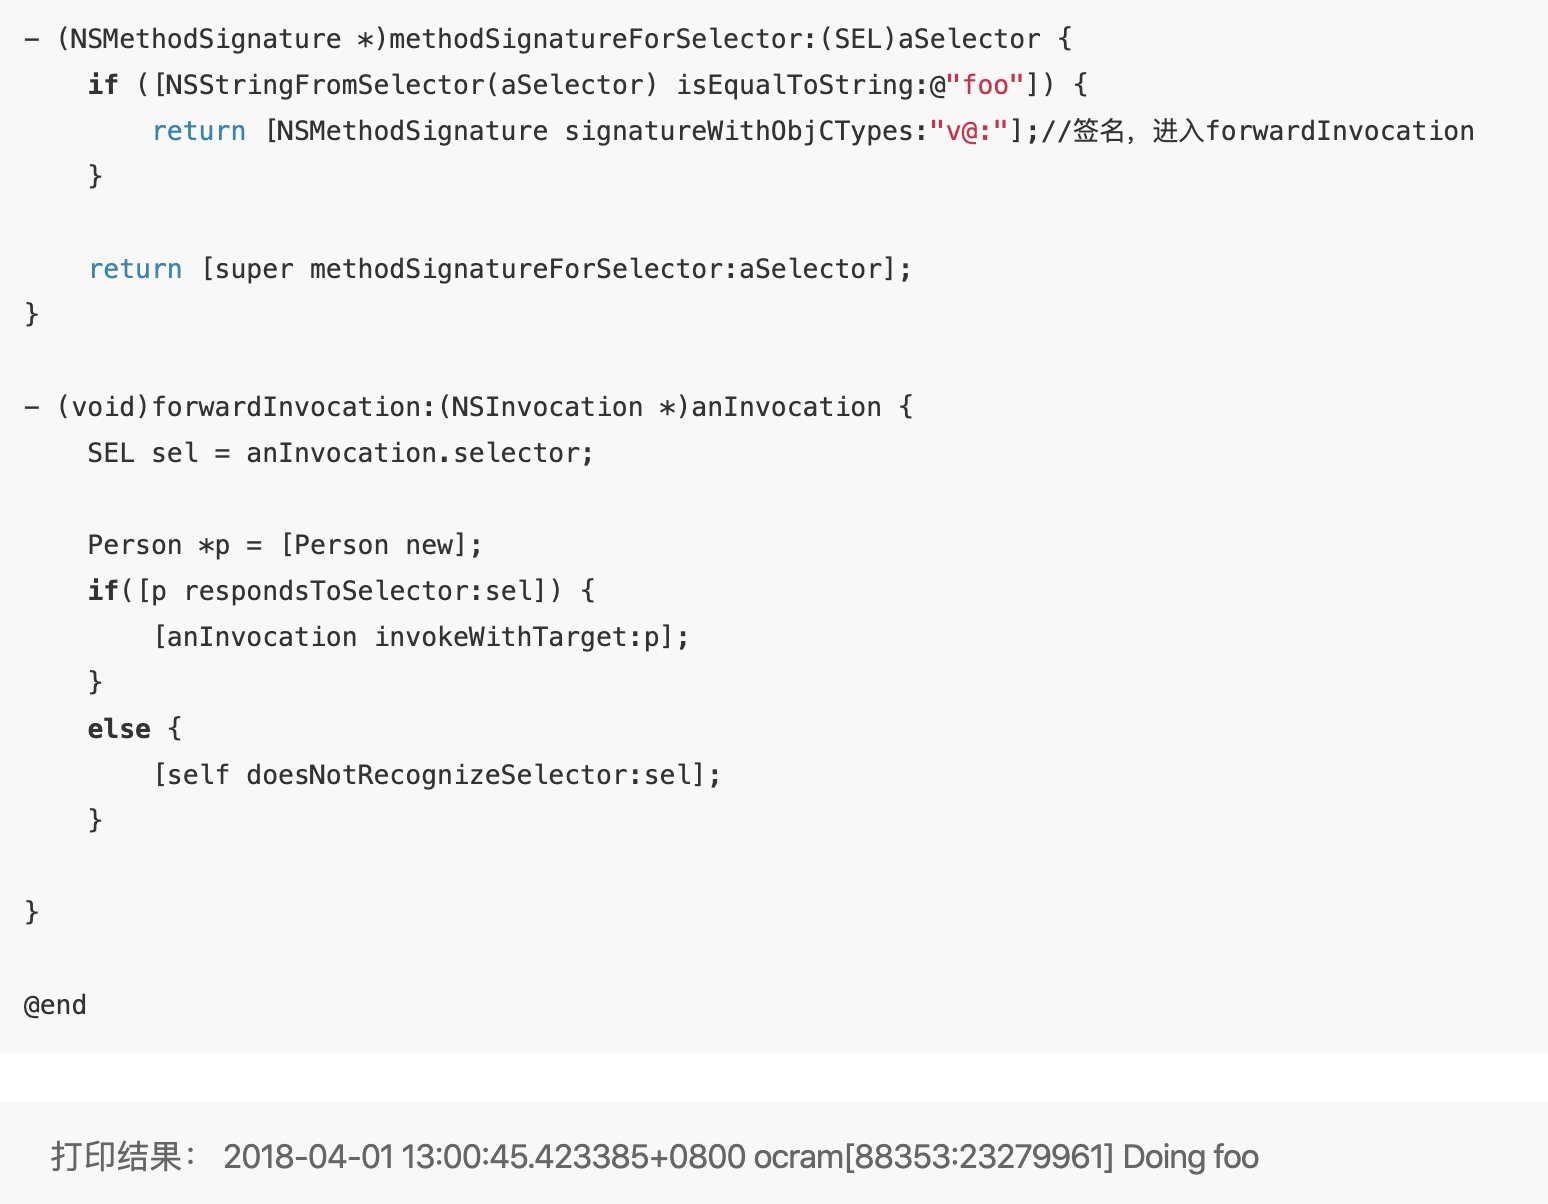 - (NSMethodSignature *)methodSignatureForSelector:(SEL)aSelector {
    if ([NSStringFromSelector(aSelector) isEqualToString:@"foo"]) {
        return [NSMethodSignature signatureWithObjCTypes:"v@:"];//签名，进入forwardInvocation
    }

    return [super methodSignatureForSelector:aSelector];
}

- (void)forwardInvocation:(NSInvocation *)anInvocation {
    SEL sel = anInvocation.selector;

    Person *p = [Person new];
    if([p respondsToSelector:sel]) {
        [anInvocation invokeWithTarget:p];
    }
    else {
        [self doesNotRecognizeSelector:sel];
    }

}

@end

打印结果： 2018-04-01 13:00:45.423385+0800 ocram[88353:23279961] Doing foo